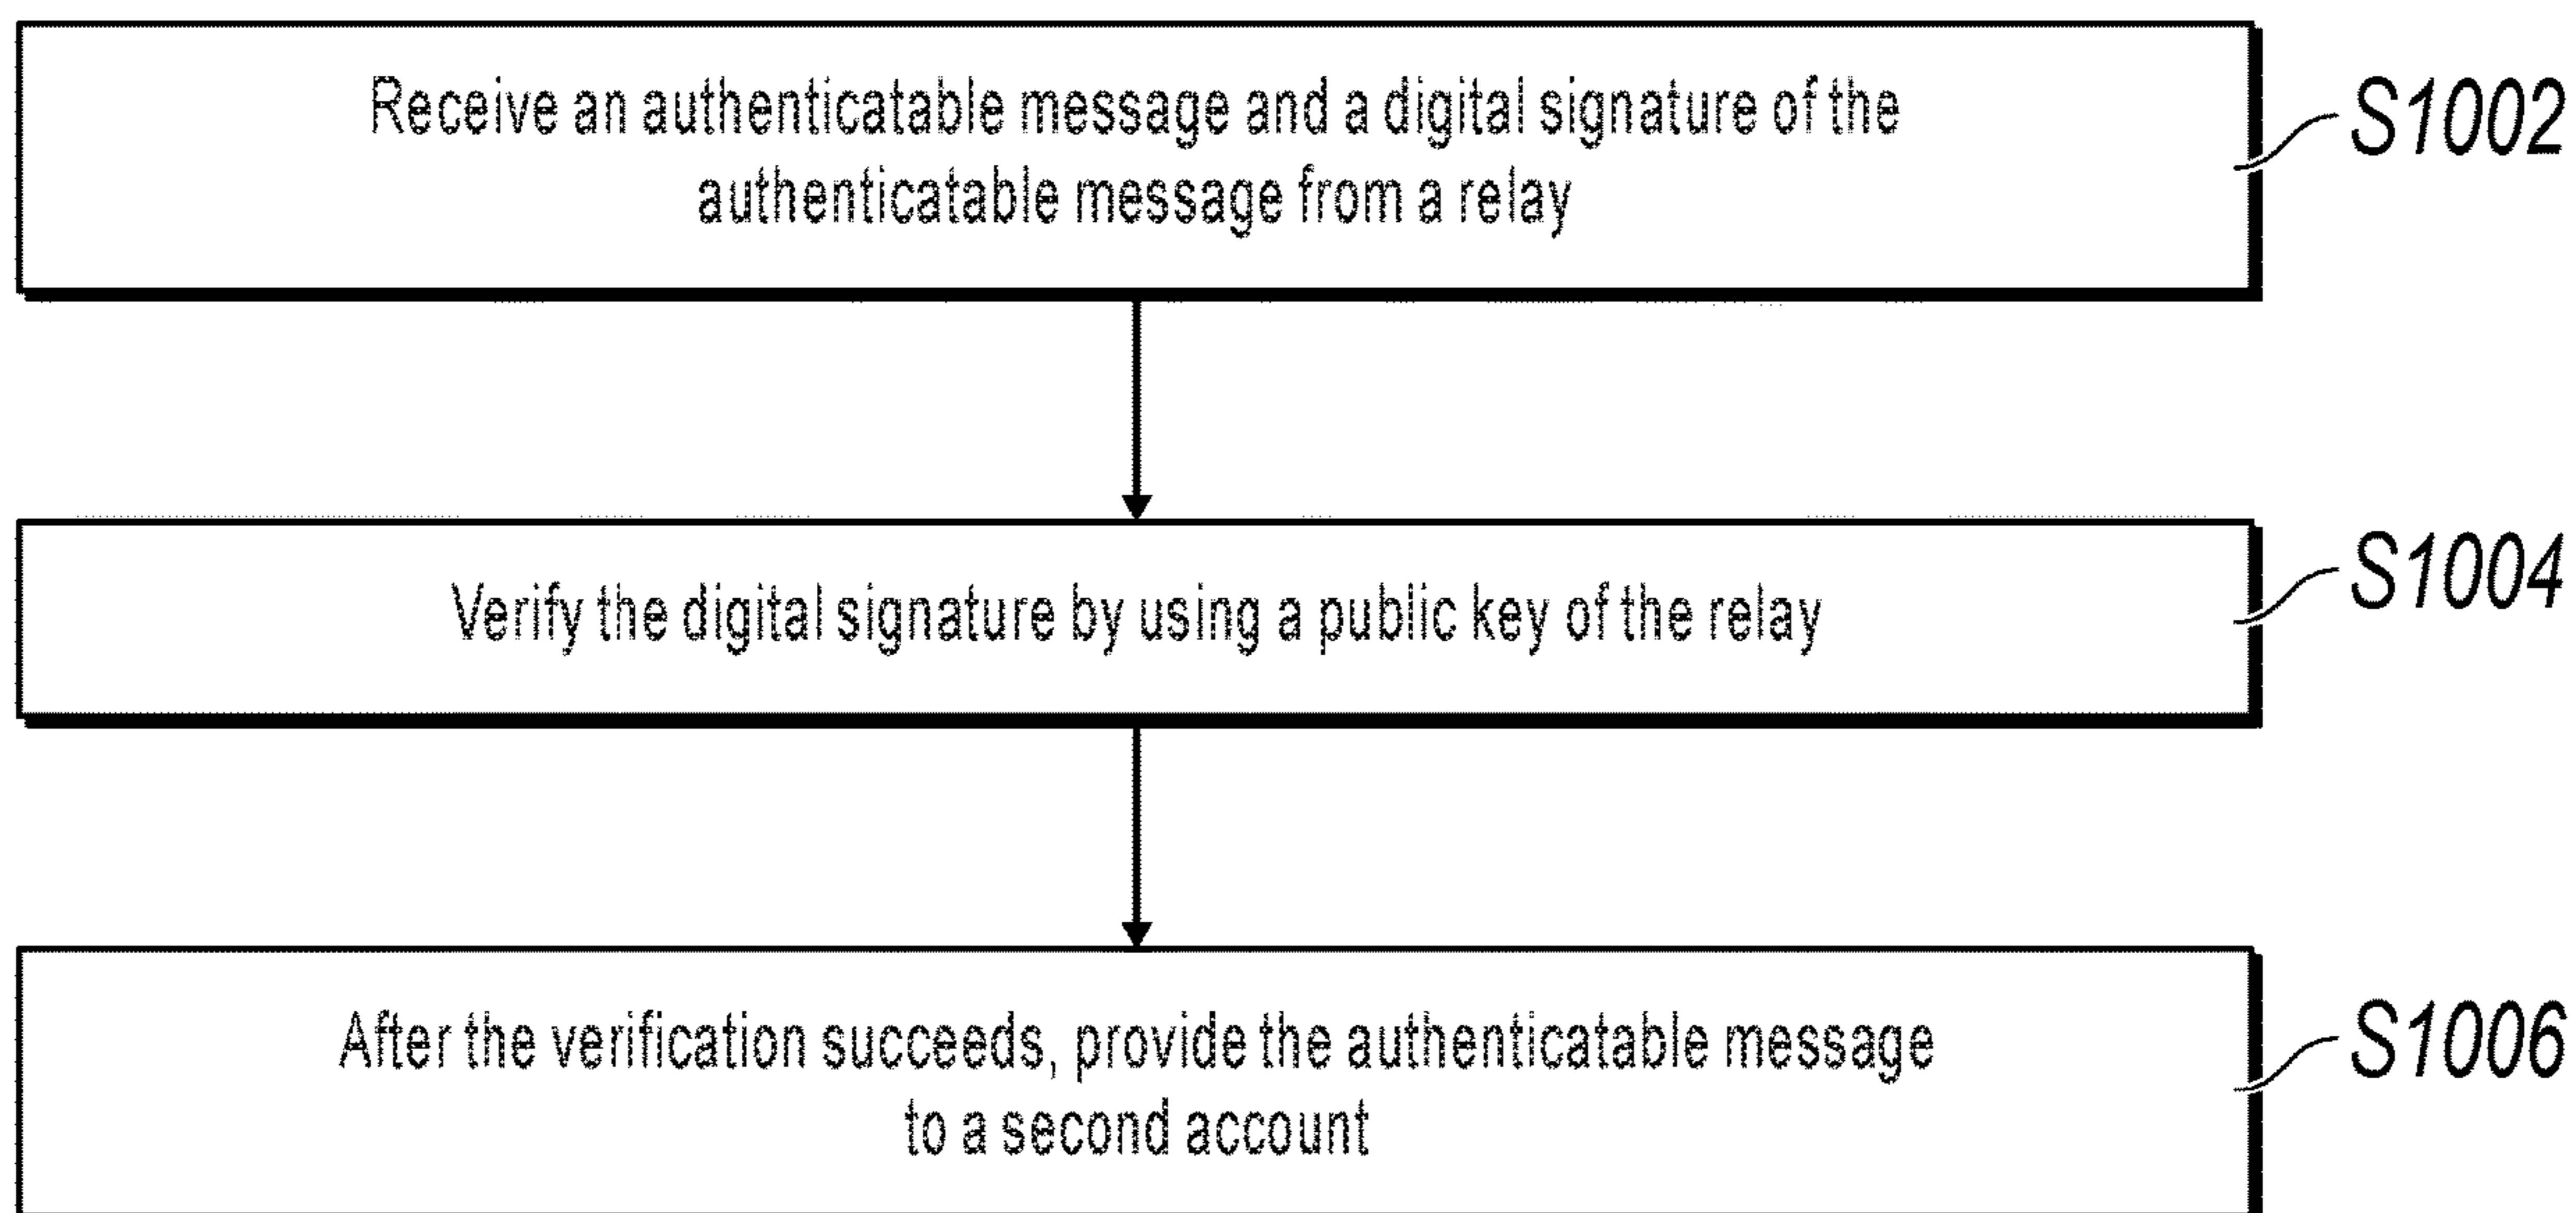 Receive an authenticatable message and a digital signature of the
authenticatable message from a relay
S1002
Verify the digital signature by using a public key of the relay
S1004
After the verification succeeds, provide the authenticatable message
to a second account
S1006